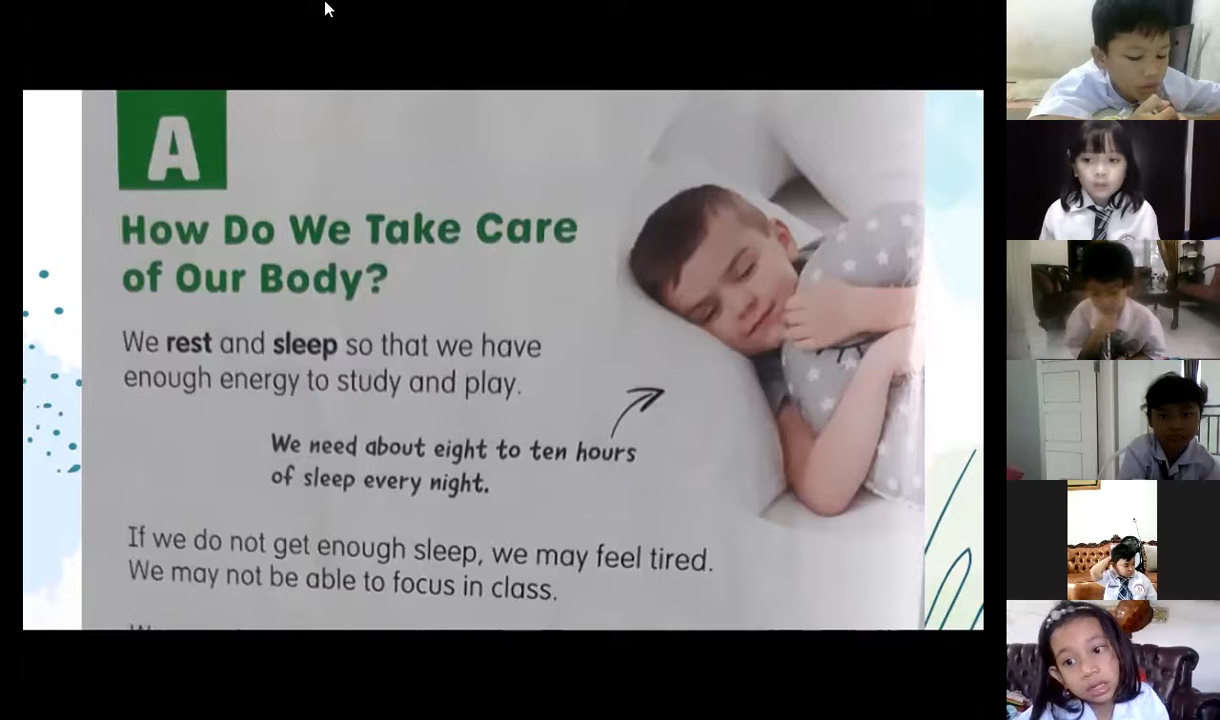 A
How Do We Take Care
of Our Body?
We rest and sleep so that we have
enough energy to study and play.
We need about eight to ten hours
of sleep every night.
If we do not get enough sleep, we may feel tired.
We may not be able to focus in class.